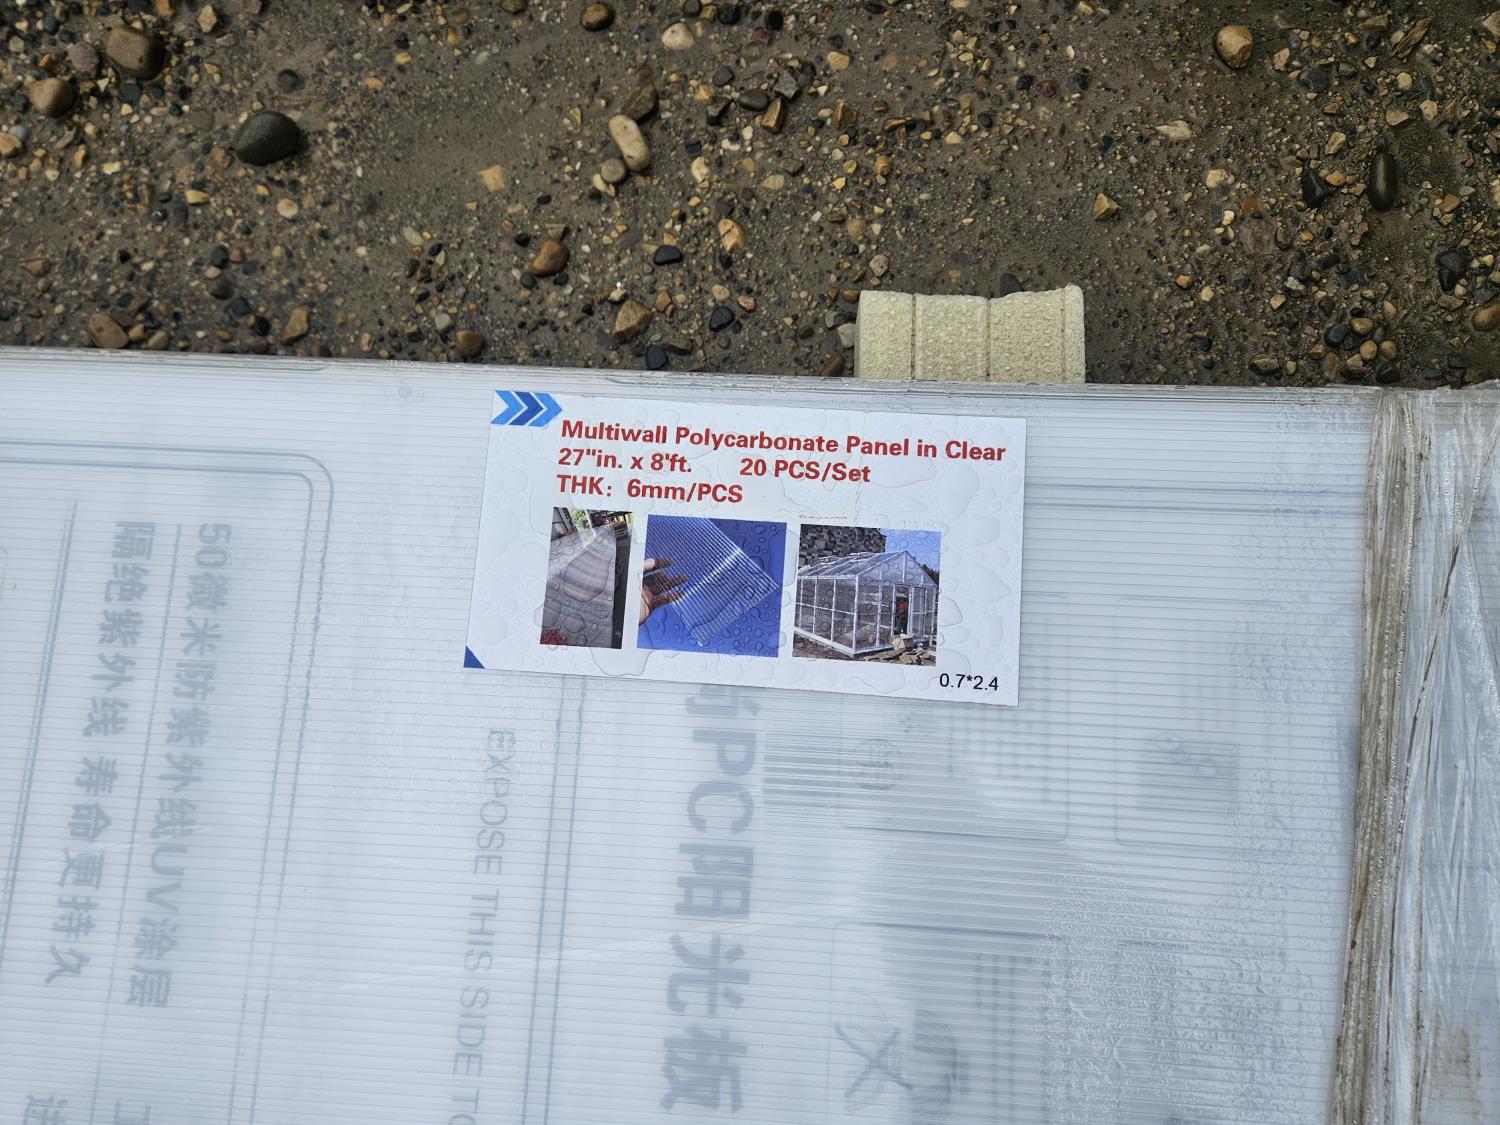 Multiwall Polycarbonate Panel in Clear
27"in. x 8'ft. 20 PCS/Set
THK: 6mm/PCS
0.7*2.4
50微米防紫外线UV涂层
隔绝紫外线 寿命更持久
EXPOSE THIS SIDE TO
PC阳光板